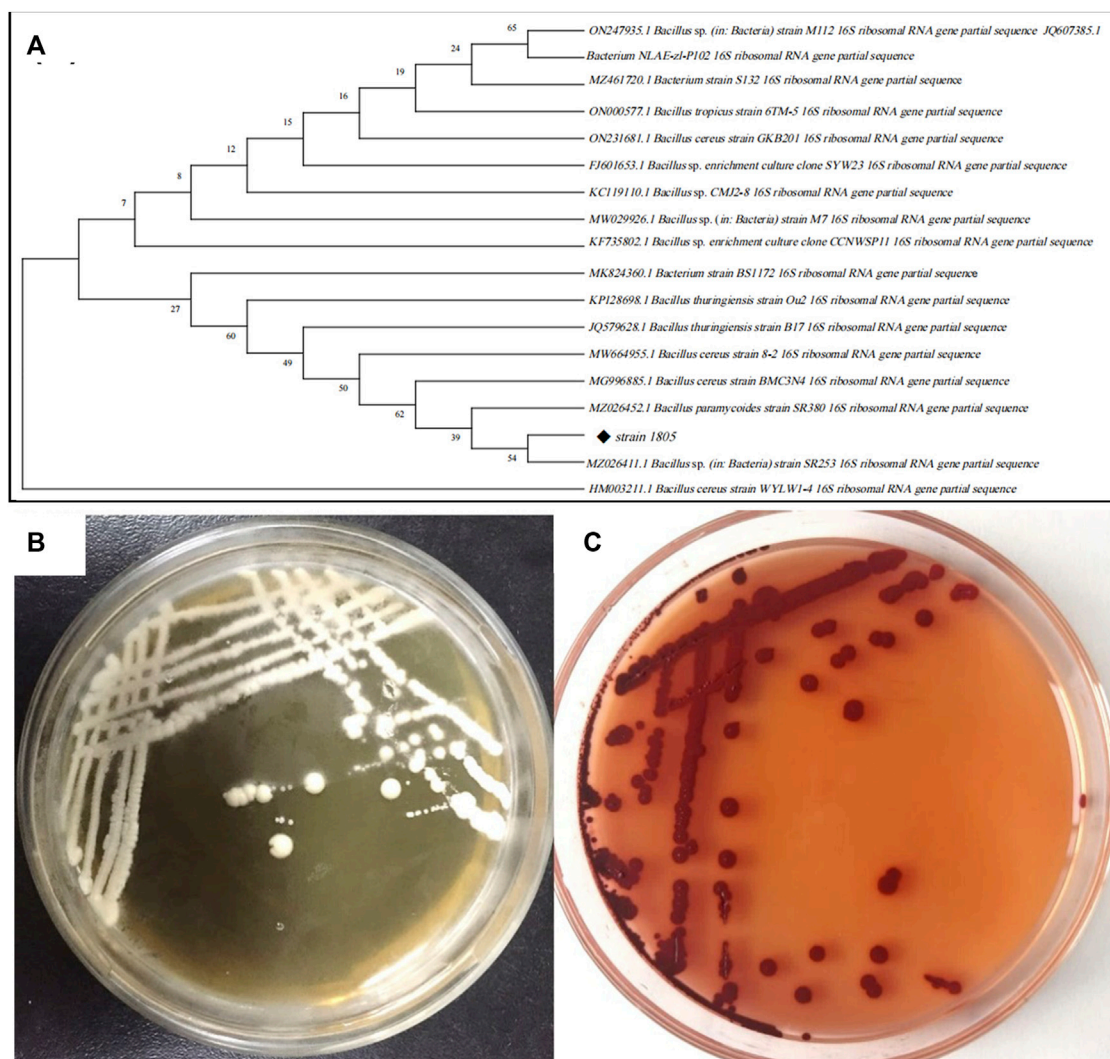 A
65
ON247935.1 Bacillus sp. (in: Bacteria) strain M112 16S ribosomal RNA gene partial sequence JQ607385.1
24
Bacterium NLAE-zl-P102 16S ribosomal RNA gene partial sequence
19
MZ461720.1 Bacterium strain S132 16S ribosomal RNA gene partial sequence
16
ON000577.1 Bacillus tropicus strain 6TM-5 16S ribosomal RNA gene partial sequence
15
ON231681.1 Bacillus cereus strain GKB201 16S ribosomal RNA gene partial sequence
12
FJ601653.1 Bacillus sp. enrichment culture clone SYW23 16S ribosomal RNA gene partial sequence
8
KC119110.1 Bacillus sp. CMJ2-8 16S ribosomal RNA gene partial sequence
7
MW029926.1 Bacillus sp. (in: Bacteria) strain M7 16S ribosomal RNA gene partial sequence
KF735802.1 Bacillus sp. enrichment culture clone CCNWSP11 16S ribosomal RNA gene partial sequence
MK824360.1 Bacterium strain BS1172 16S ribosomal RNA gene partial sequence
27
KP128698.1 Bacillus thuringiensis strain Ou2 16S ribosomal RNA gene partial sequence
60
JQ579628.1 Bacillus thuringiensis strain B17 16S ribosomal RNA gene partial sequence
49
MW664955.1 Bacillus cereus strain 8-2 16S ribosomal RNA gene partial sequence
50
MG996885.1 Bacillus cereus strain BMC3N4 16S ribosomal RNA gene partial sequence
62
MZ026452.1 Bacillus paramycoides strain SR380 16S ribosomal RNA gene partial sequence
39
◆ strain 1805
54
MZ026411.1 Bacillus sp. (in: Bacteria) strain SR253 16S ribosomal RNA gene partial sequence
HM003211.1 Bacillus cereus strain WYLW1-4 16S ribosomal RNA gene partial sequence
B
C